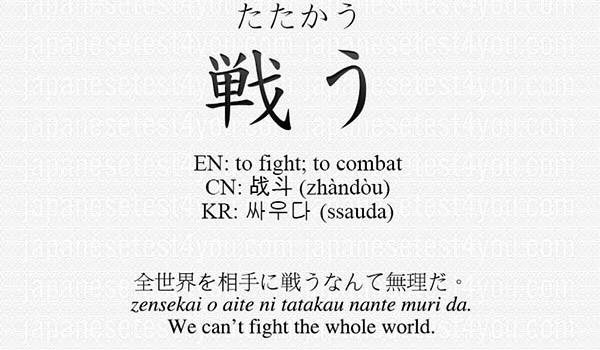 たたかう
戦う
EN: to fight; to combat
CN: 战斗 (zhàndòu)
KR: 싸우다 (ssauda)
全世界を相手に戦うなんて無理だ。
zensekai o aite ni tatakau nante muri da.
We can't fight the whole world.
japanesetest4you.com